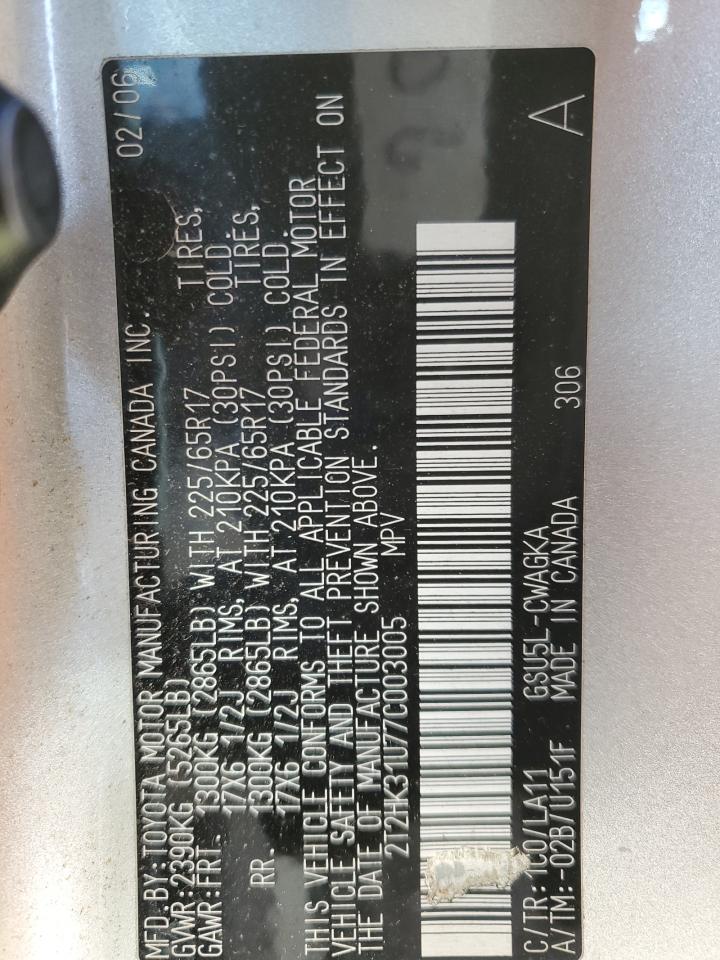 MFD.BY:TOYOTA MOTOR MANUFACTURING CANADA INC. 02/06
GVWR:2390KG (5265LB)
GAWR:FRT. 1300KG (2865LB) WITH 225/65R17 TIRES,
17X6 1/2J RIMS, AT 210KPA (30PSI) COLD.
RR. 1300KG (2865LB) WITH 225/65R17 TIRES,
17X6 1/2J RIMS, AT 210KPA (30PSI) COLD.
THIS VEHICLE CONFORMS TO ALL APPLICABLE FEDERAL MOTOR
VEHICLE SAFETY AND THEFT PREVENTION STANDARDS IN EFFECT ON
THE DATE OF MANUFACTURE SHOWN ABOVE.
2T2HK31U77C003005 MPV
C/TR: 1C0/LA11 GSU5L-CWAGKA 306 A
A/TM:-02B/U151F MADE IN CANADA